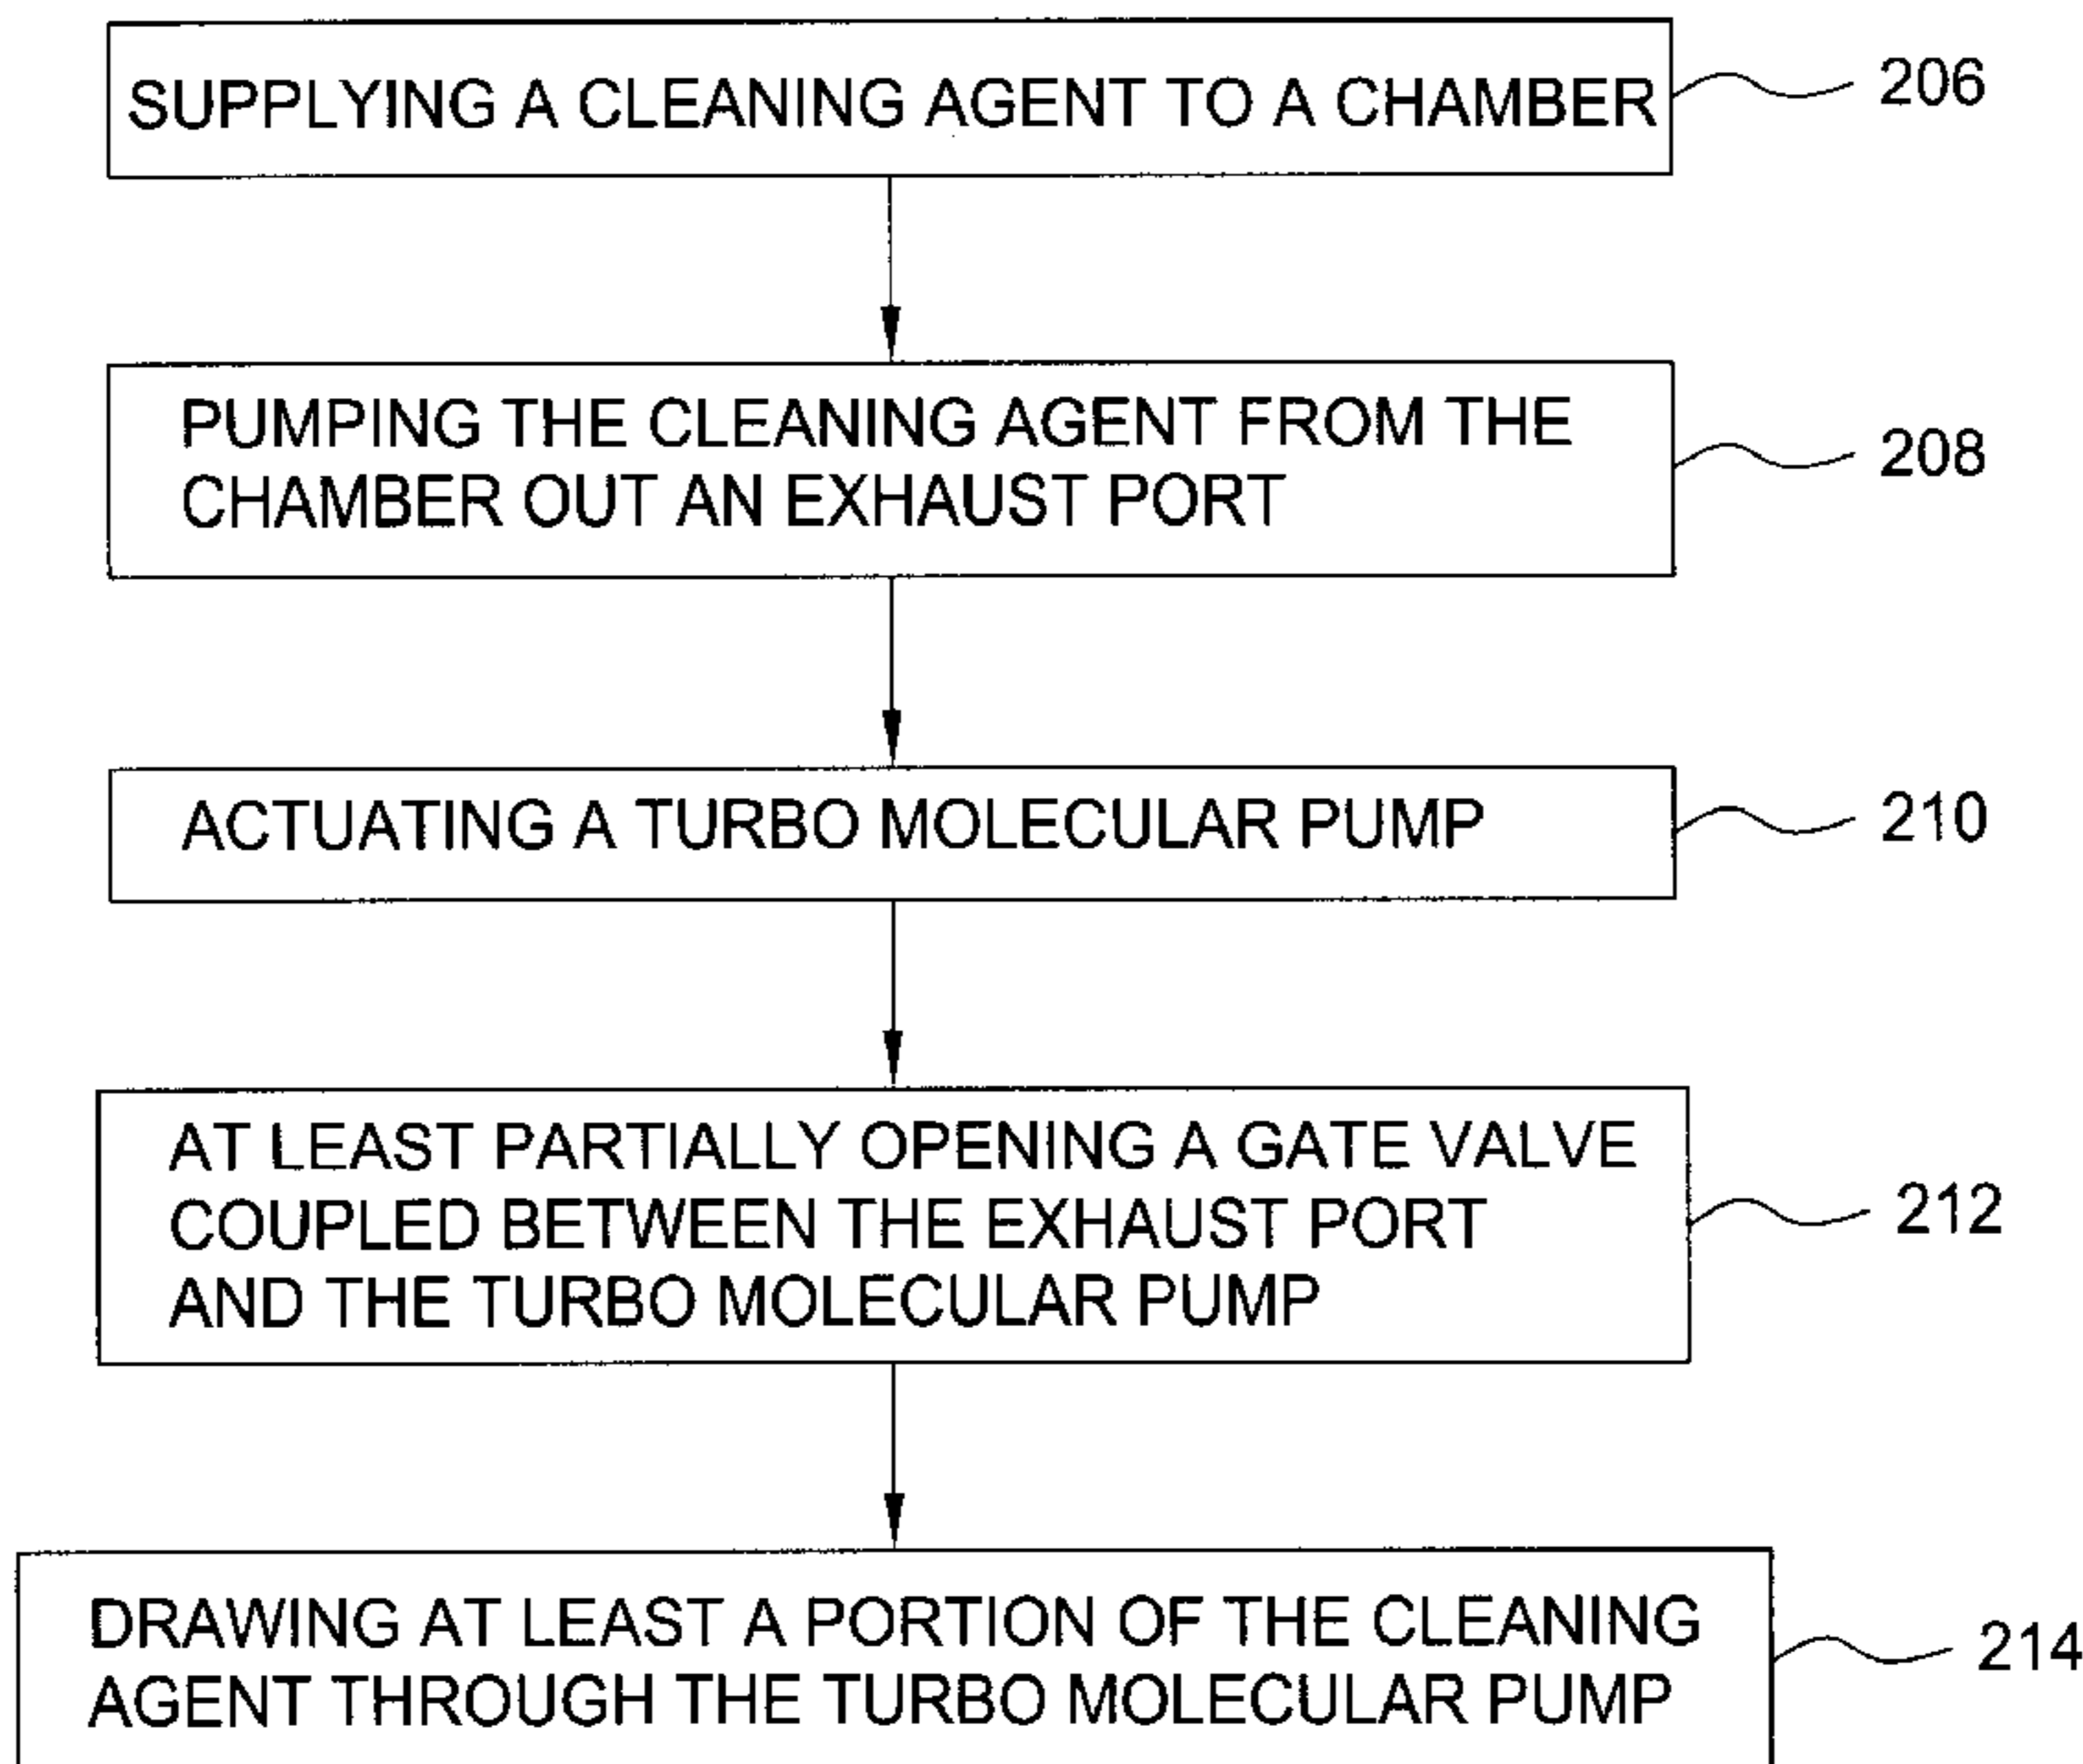 SUPPLYING A CLEANING AGENT TO A CHAMBER
206
PUMPING THE CLEANING AGENT FROM THE
CHAMBER OUT AN EXHAUST PORT
208
ACTUATING A TURBO MOLECULAR PUMP
210
AT LEAST PARTIALLY OPENING A GATE VALVE
COUPLED BETWEEN THE EXHAUST PORT
AND THE TURBO MOLECULAR PUMP
212
DRAWING AT LEAST A PORTION OF THE CLEANING
AGENT THROUGH THE TURBO MOLECULAR PUMP
214